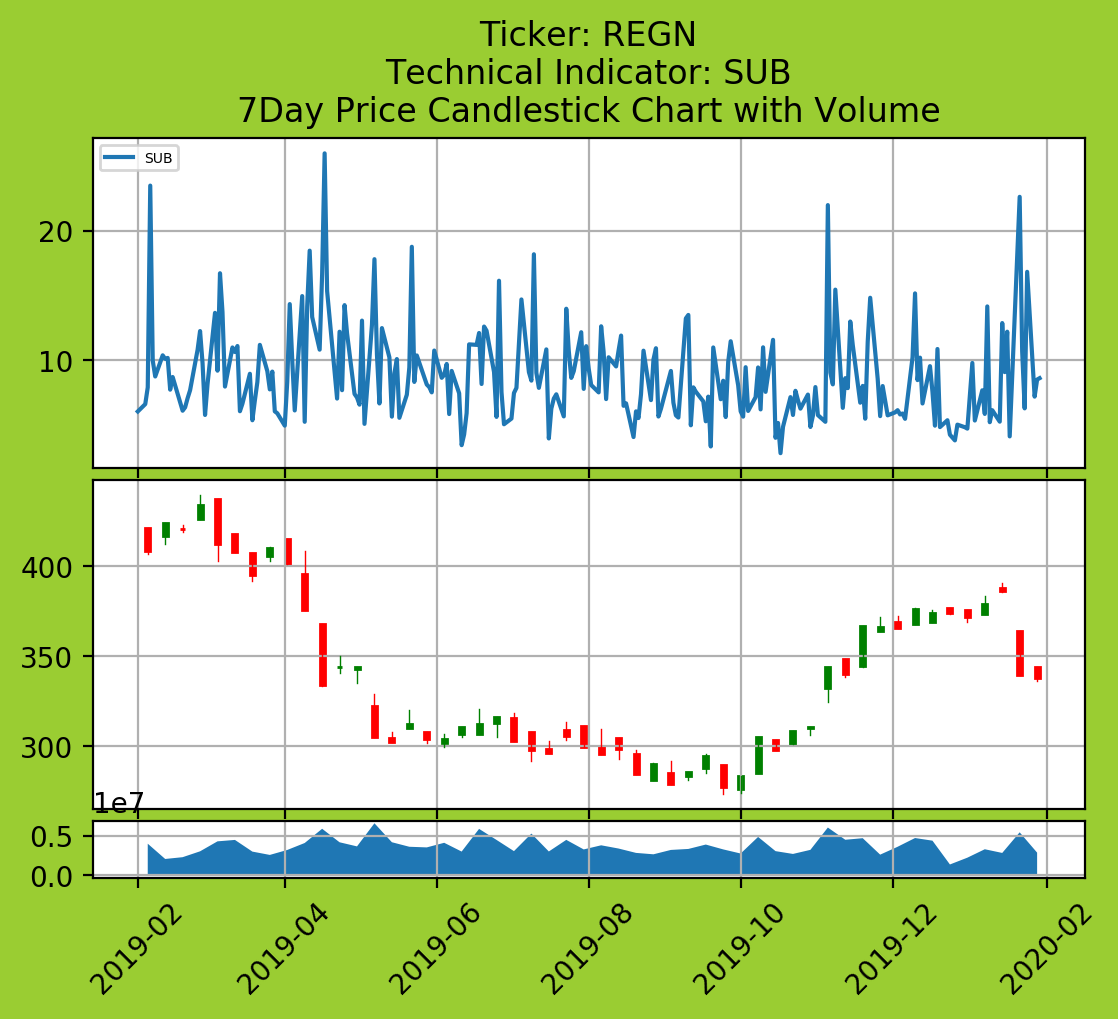 Ticker: REGN
Technical Indicator: SUB
7Day Price Candlestick Chart with Volume
SUB
20
10
400
350
300
1e7
0.5
0.0
2019-02
2019-04
2019-06
2019-08
2019-10
2019-12
2020-02